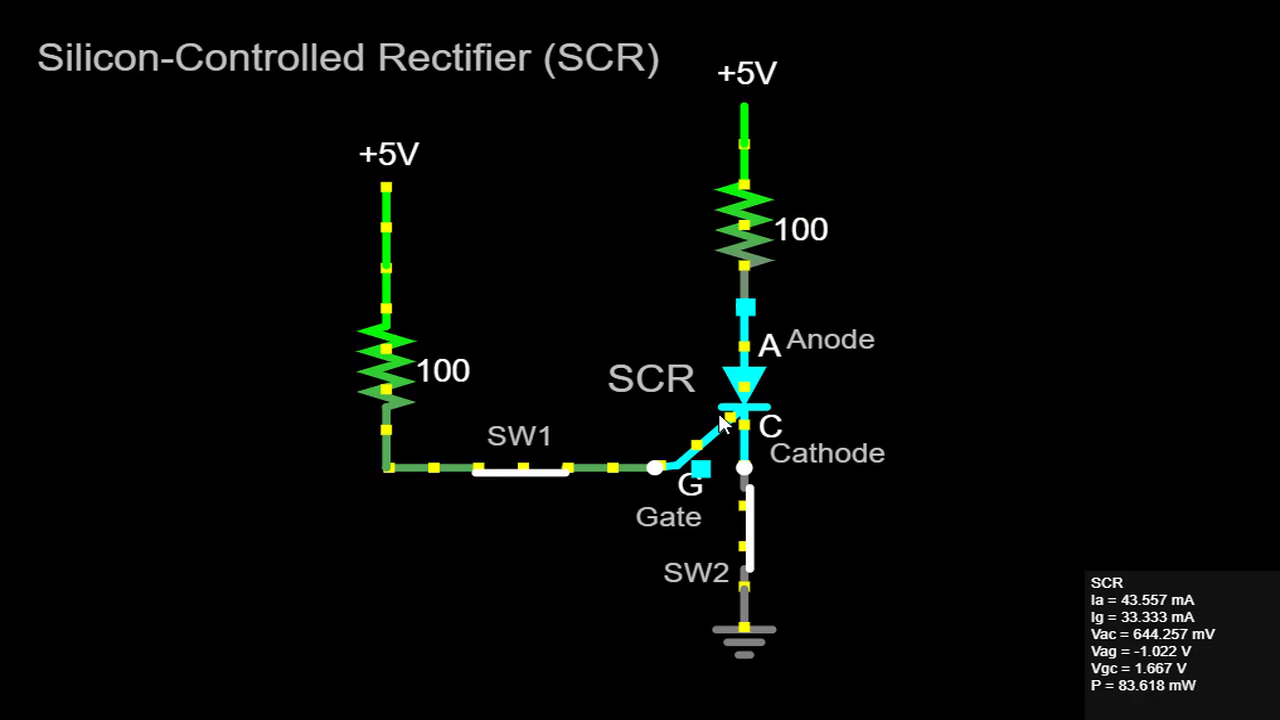 Silicon-Controlled Rectifier (SCR)
+5V
+5V
100
100
A Anode
SCR
C
Cathode
SW1
G
Gate
SW2
SCR
Ia = 43.557 mA
Ig = 33.333 mA
Vac = 644.257 mV
Vag = -1.022 V
Vgc = 1.667 V
P = 83.618 mW